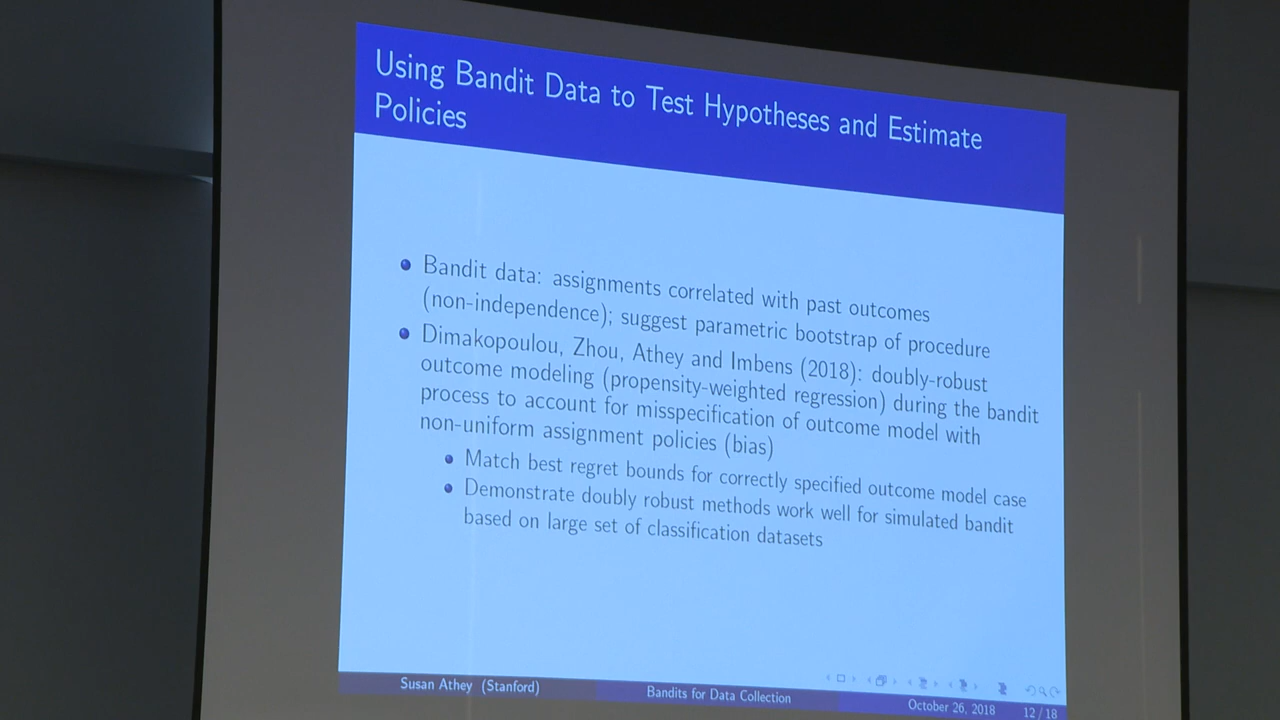 Using Bandit Data to Test Hypotheses and Estimate
Policies
Bandit data: assignments correlated with past outcomes
(non-independence); suggest parametric bootstrap of procedure
Dimakopoulou, Zhou, Athey and Imbens (2018): doubly-robust
outcome modeling (propensity-weighted regression) during the bandit
process to account for misspecification of outcome model with
non-uniform assignment policies (bias)
Match best regret bounds for correctly specified outcome model case
Demonstrate doubly robust methods work well for simulated bandit
based on large set of classification datasets
Susan Athey (Stanford)
Bandits for Data Collection
October 26, 2018
12 / 18